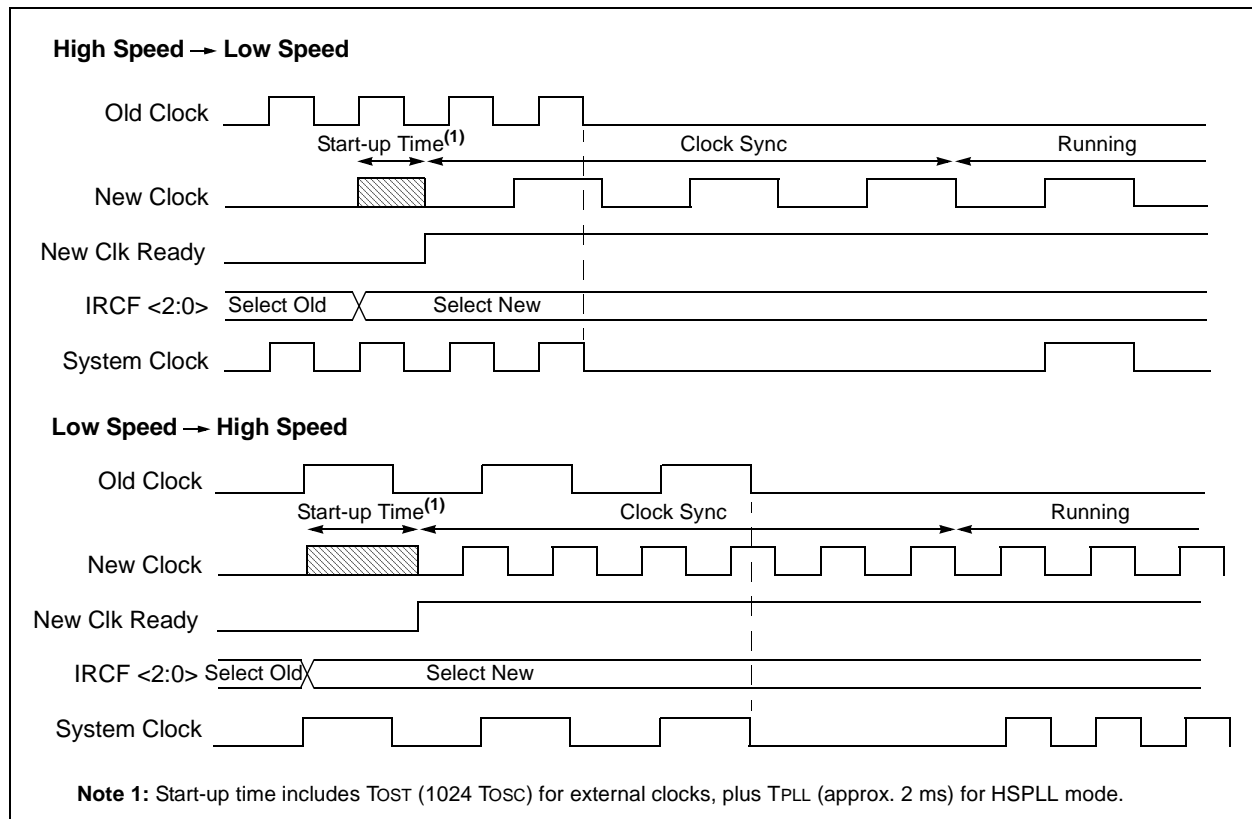 High Speed → Low Speed
Old Clock
Start-up Time(1) Clock Sync Running
New Clock
New Clk Ready
IRCF <2:0> Select Old Select New
System Clock
Low Speed → High Speed
Old Clock
Start-up Time(1) Clock Sync Running
New Clock
New Clk Ready
IRCF <2:0> Select Old Select New
System Clock
Note 1: Start-up time includes TOST (1024 TOSC) for external clocks, plus TPLL (approx. 2 ms) for HSPLL mode.